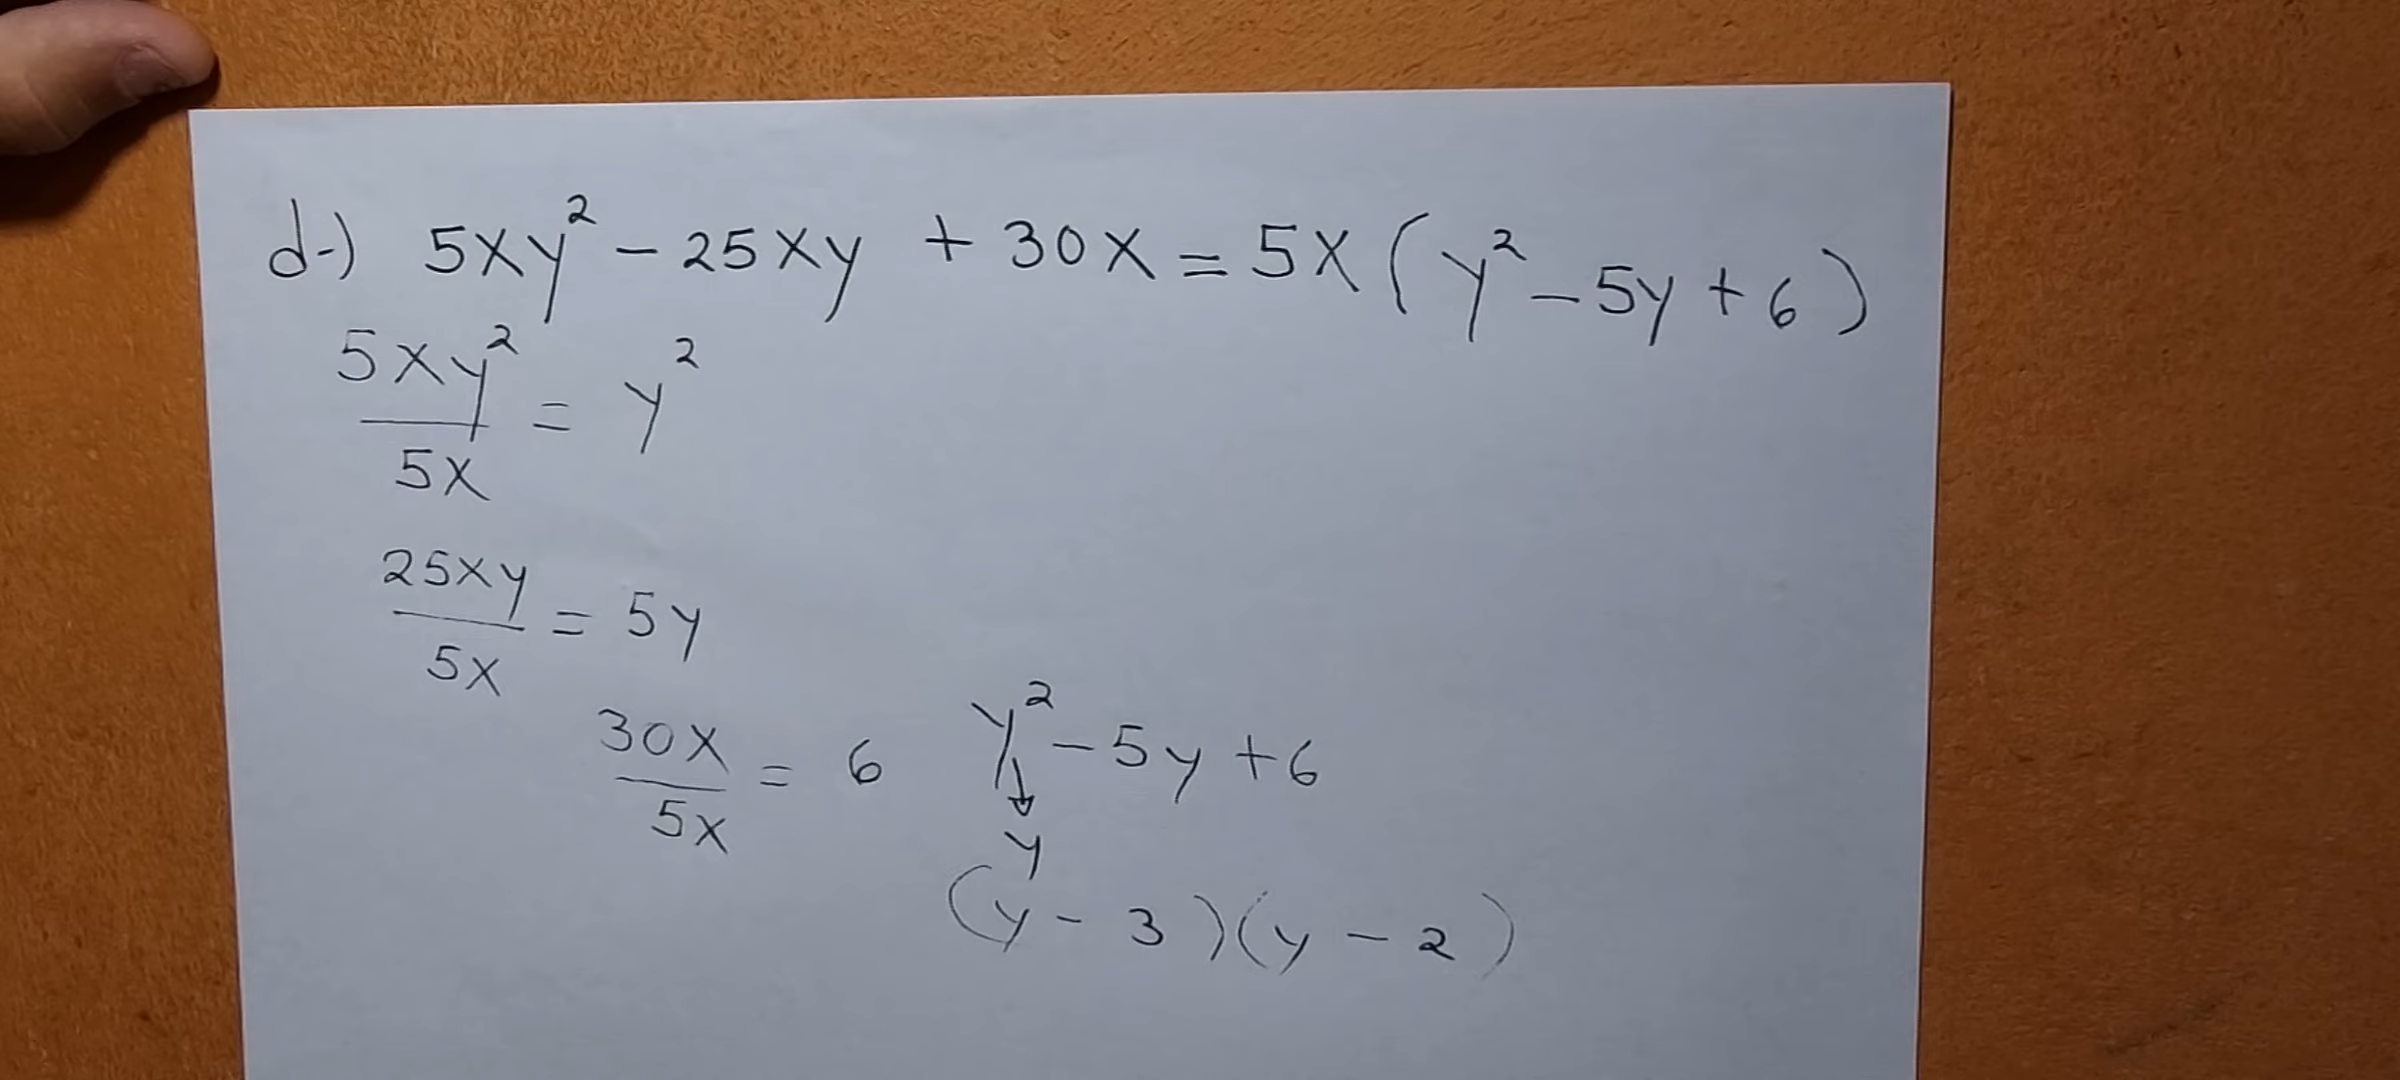 d-) 5xy² - 25xy + 30x = 5x(y² - 5y + 6)
5xy²/5x = y²
25xy/5x = 5y
30x/5x = 6
y² - 5y + 6
↓
y
(y - 3)(y - 2)